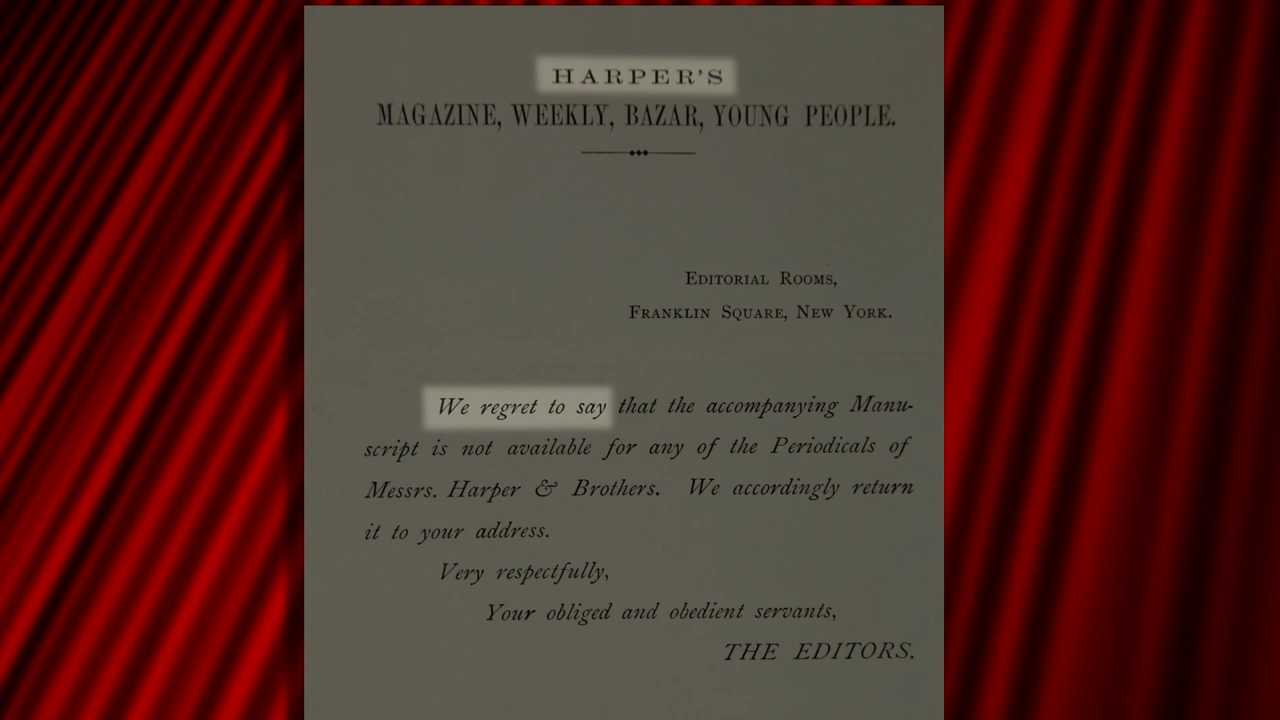 HARPER'S
MAGAZINE, WEEKLY, BAZAR, YOUNG PEOPLE.
EDITORIAL ROOMS,
FRANKLIN SQUARE, NEW YORK.
We regret to say that the accompanying Manu-
script is not available for any of the Periodicals of
Messrs. Harper & Brothers. We accordingly return
it to your address.
Very respectfully,
Your obliged and obedient servants,
THE EDITORS.